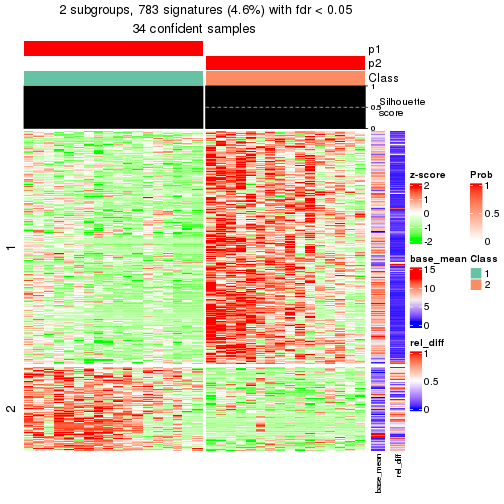 2 subgroups, 783 signatures (4.6%) with fdr < 0.05
34 confident samples
p1
p2
Class
1
0.5
0
Silhouette
score
1
2
z-score
2
1
0
-1
-2
Prob
1
0.5
0
base_mean
15
10
5
0
Class
1
2
rel_diff
1
0.5
0
base_mean
rel_diff